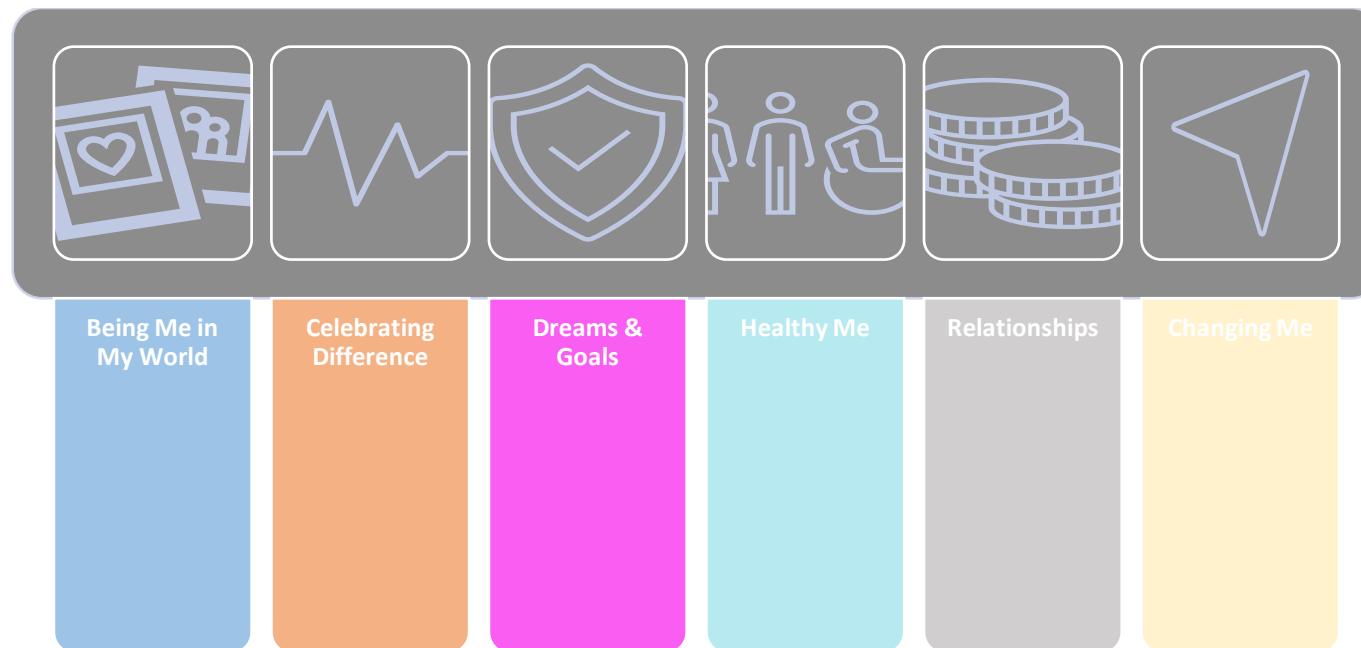 Being Me in
My World
Celebrating
Difference
Dreams &
Goals
Healthy Me
Relationships
Changing Me